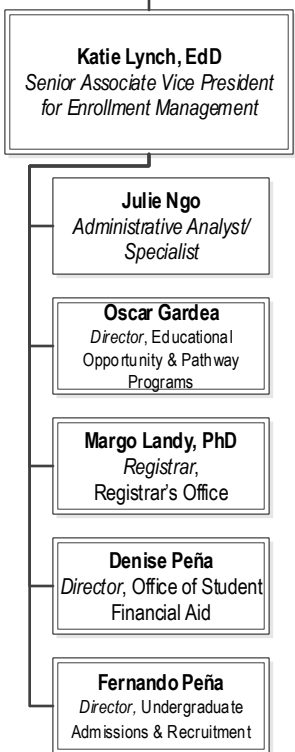 Katie Lynch, EdD
Senior Associate Vice President
for Enrollment Management
Julie Ngo
Administrative Analyst/
Specialist
Oscar Gardea
Director, Educational
Opportunity & Pathway
Programs
Margo Landy, PhD
Registrar,
Registrar's Office
Denise Peña
Director, Office of Student
Financial Aid
Fernando Peña
Director, Undergraduate
Admissions & Recruitment